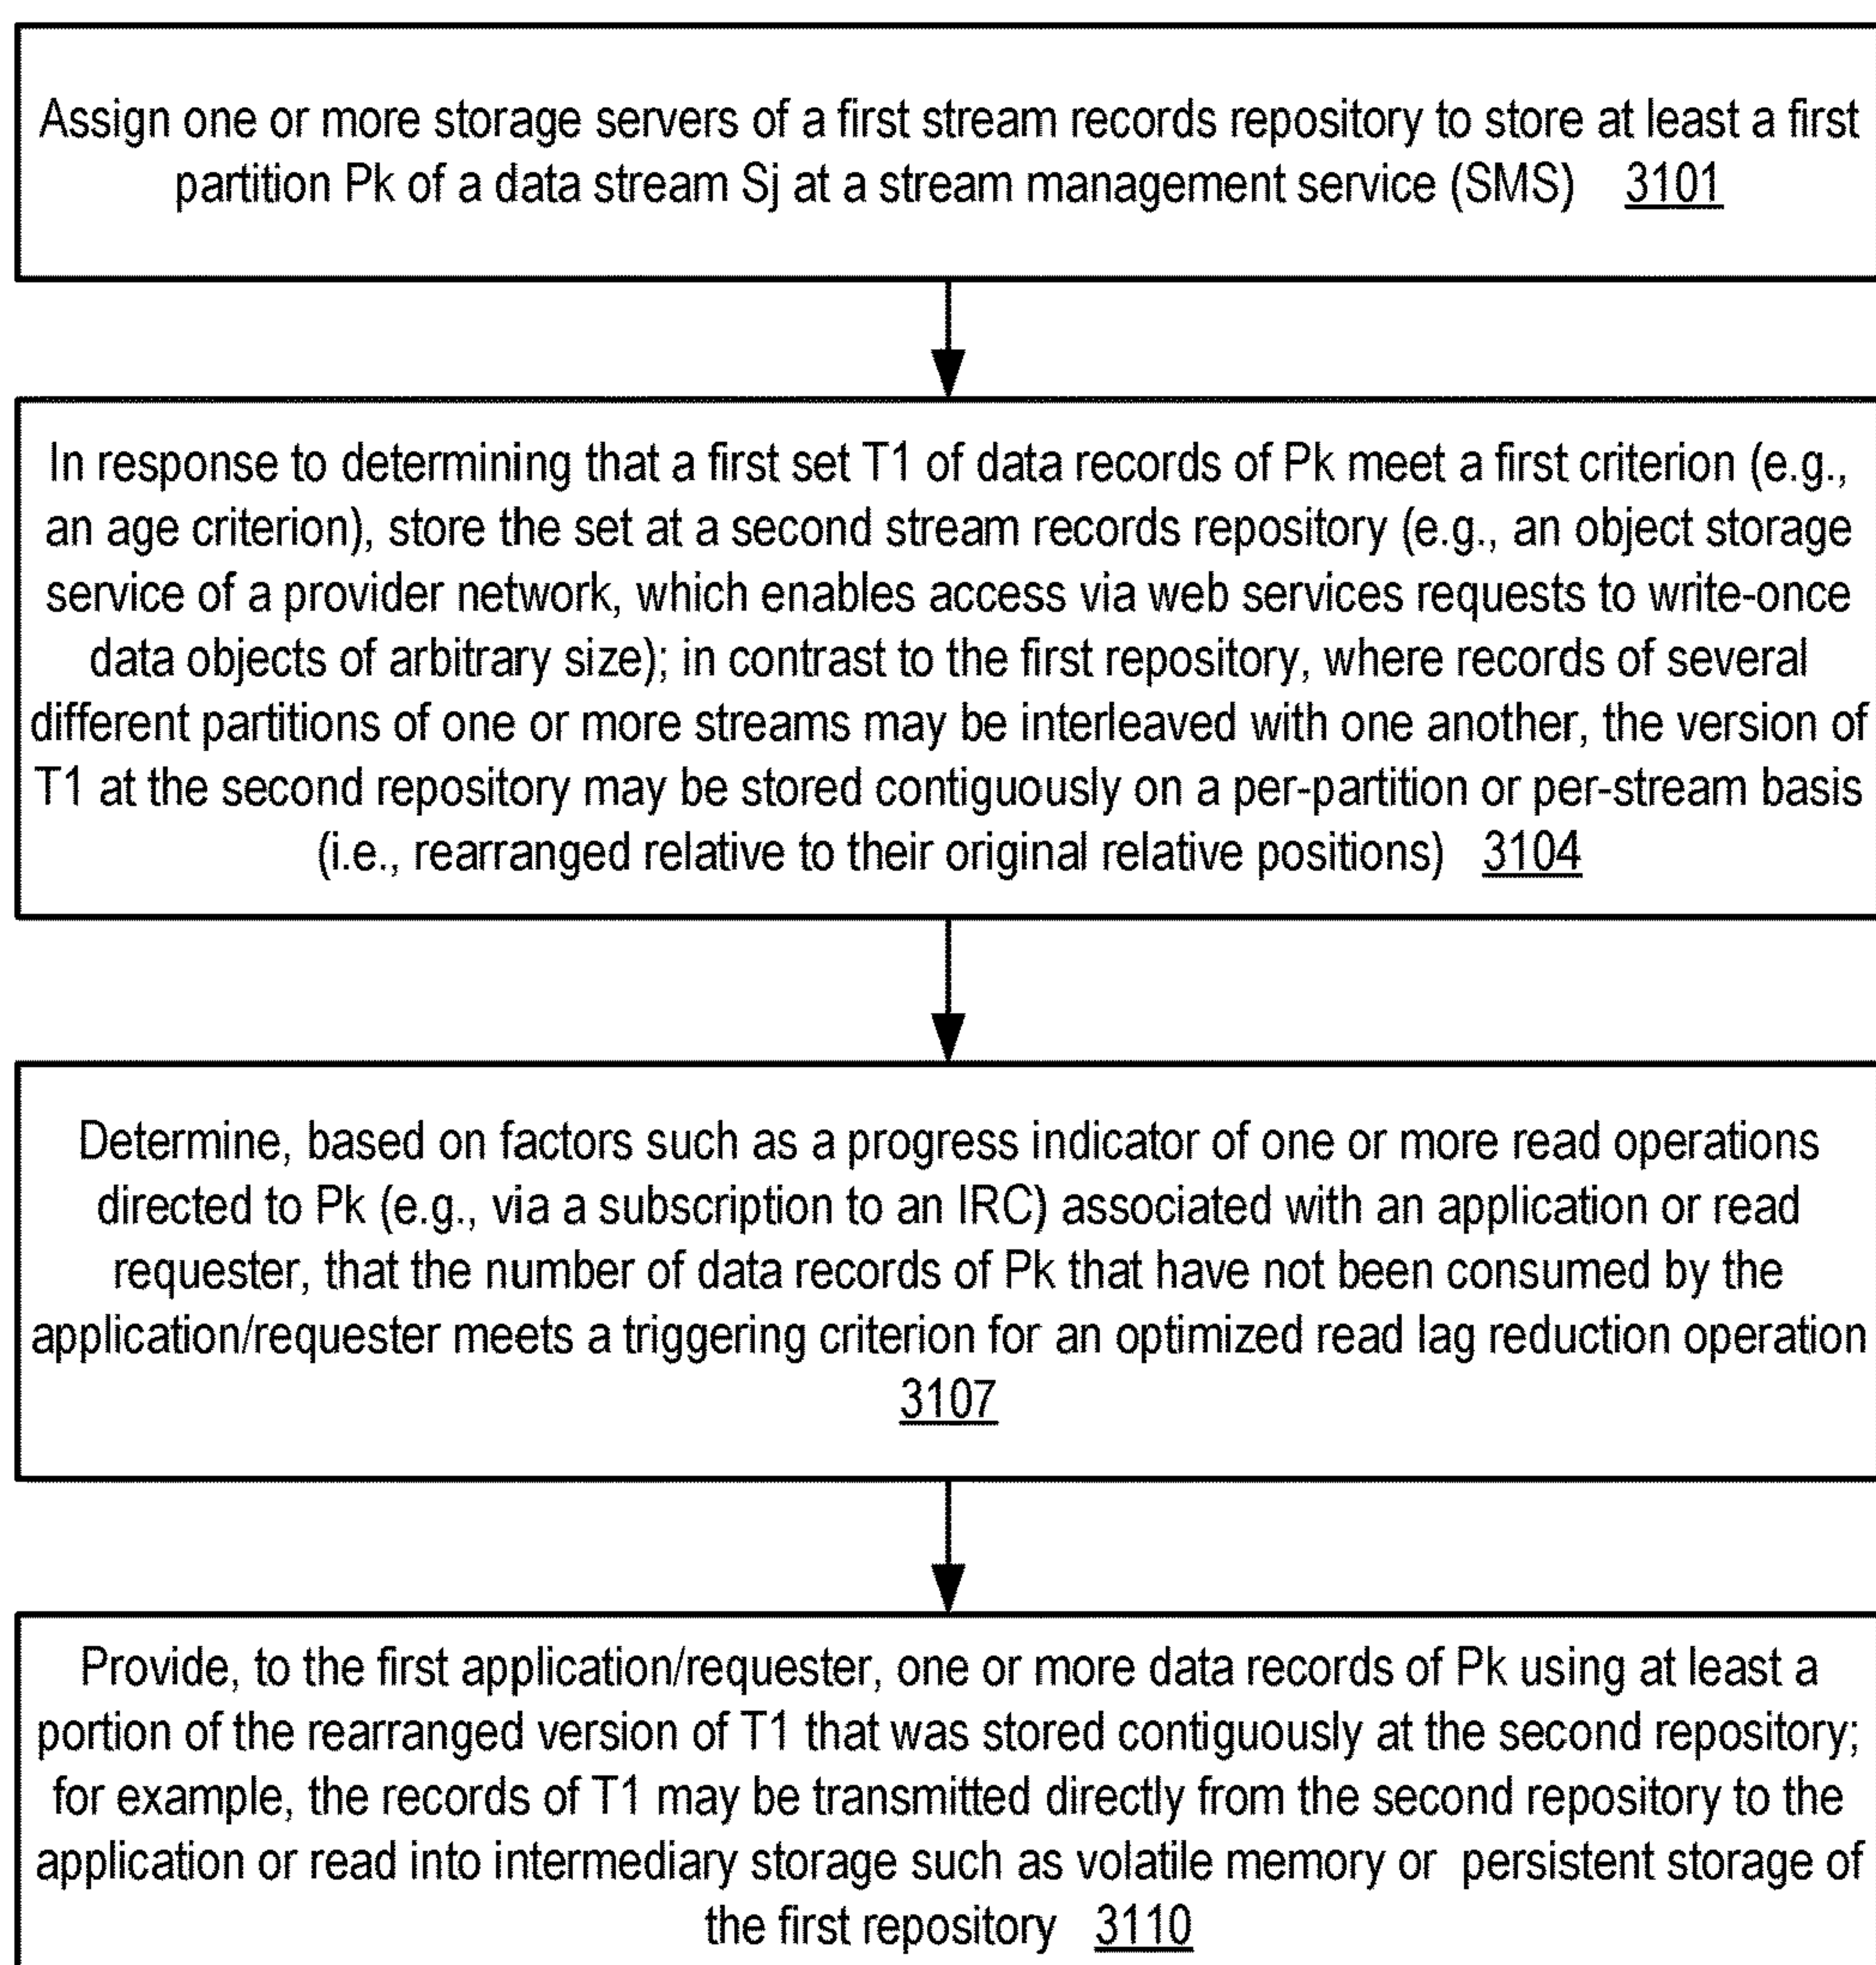 Assign one or more storage servers of a first stream records repository to store at least a first
partition Pk of a data stream Sj at a stream management service (SMS) 3101
In response to determining that a first set T1 of data records of Pk meet a first criterion (e.g.,
an age criterion), store the set at a second stream records repository (e.g., an object storage
service of a provider network, which enables access via web services requests to write-once
data objects of arbitrary size); in contrast to the first repository, where records of several
different partitions of one or more streams may be interleaved with one another, the version of
T1 at the second repository may be stored contiguously on a per-partition or per-stream basis
(i.e., rearranged relative to their original relative positions) 3104
Determine, based on factors such as a progress indicator of one or more read operations
directed to Pk (e.g., via a subscription to an IRC) associated with an application or read
requester, that the number of data records of Pk that have not been consumed by the
application/requester meets a triggering criterion for an optimized read lag reduction operation
3107
Provide, to the first application/requester, one or more data records of Pk using at least a
portion of the rearranged version of T1 that was stored contiguously at the second repository;
for example, the records of T1 may be transmitted directly from the second repository to the
application or read into intermediary storage such as volatile memory or persistent storage of
the first repository 3110